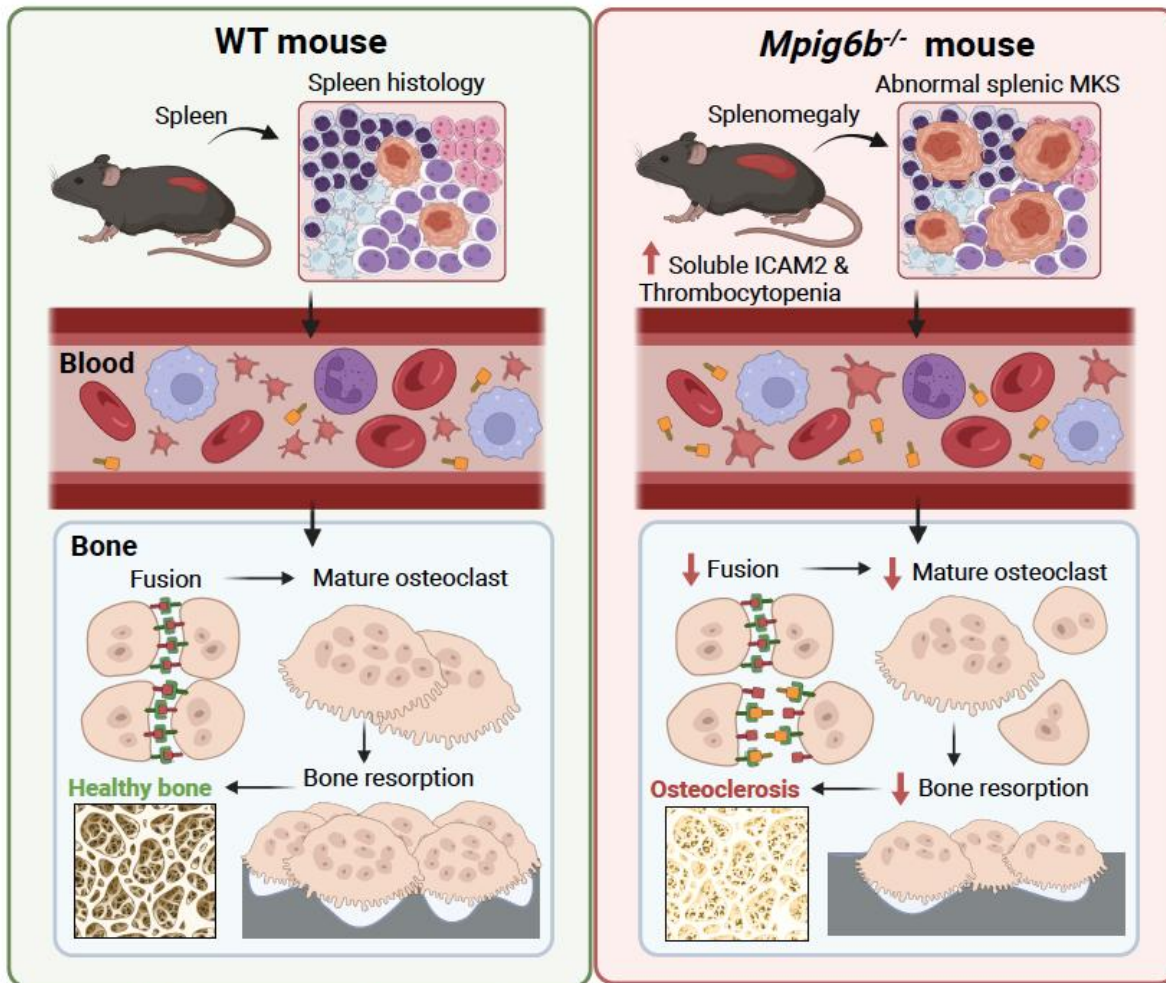 WT mouse
Spleen histology
Spleen
Blood
Bone
Fusion
Mature osteoclast
Bone resorption
Healthy bone
Mpig6b-/- mouse
Abnormal splenic MKS
Splenomegaly
Soluble ICAM2 &
Thrombocytopenia
Fusion
Mature osteoclast
Osteoclerosis
Bone resorption